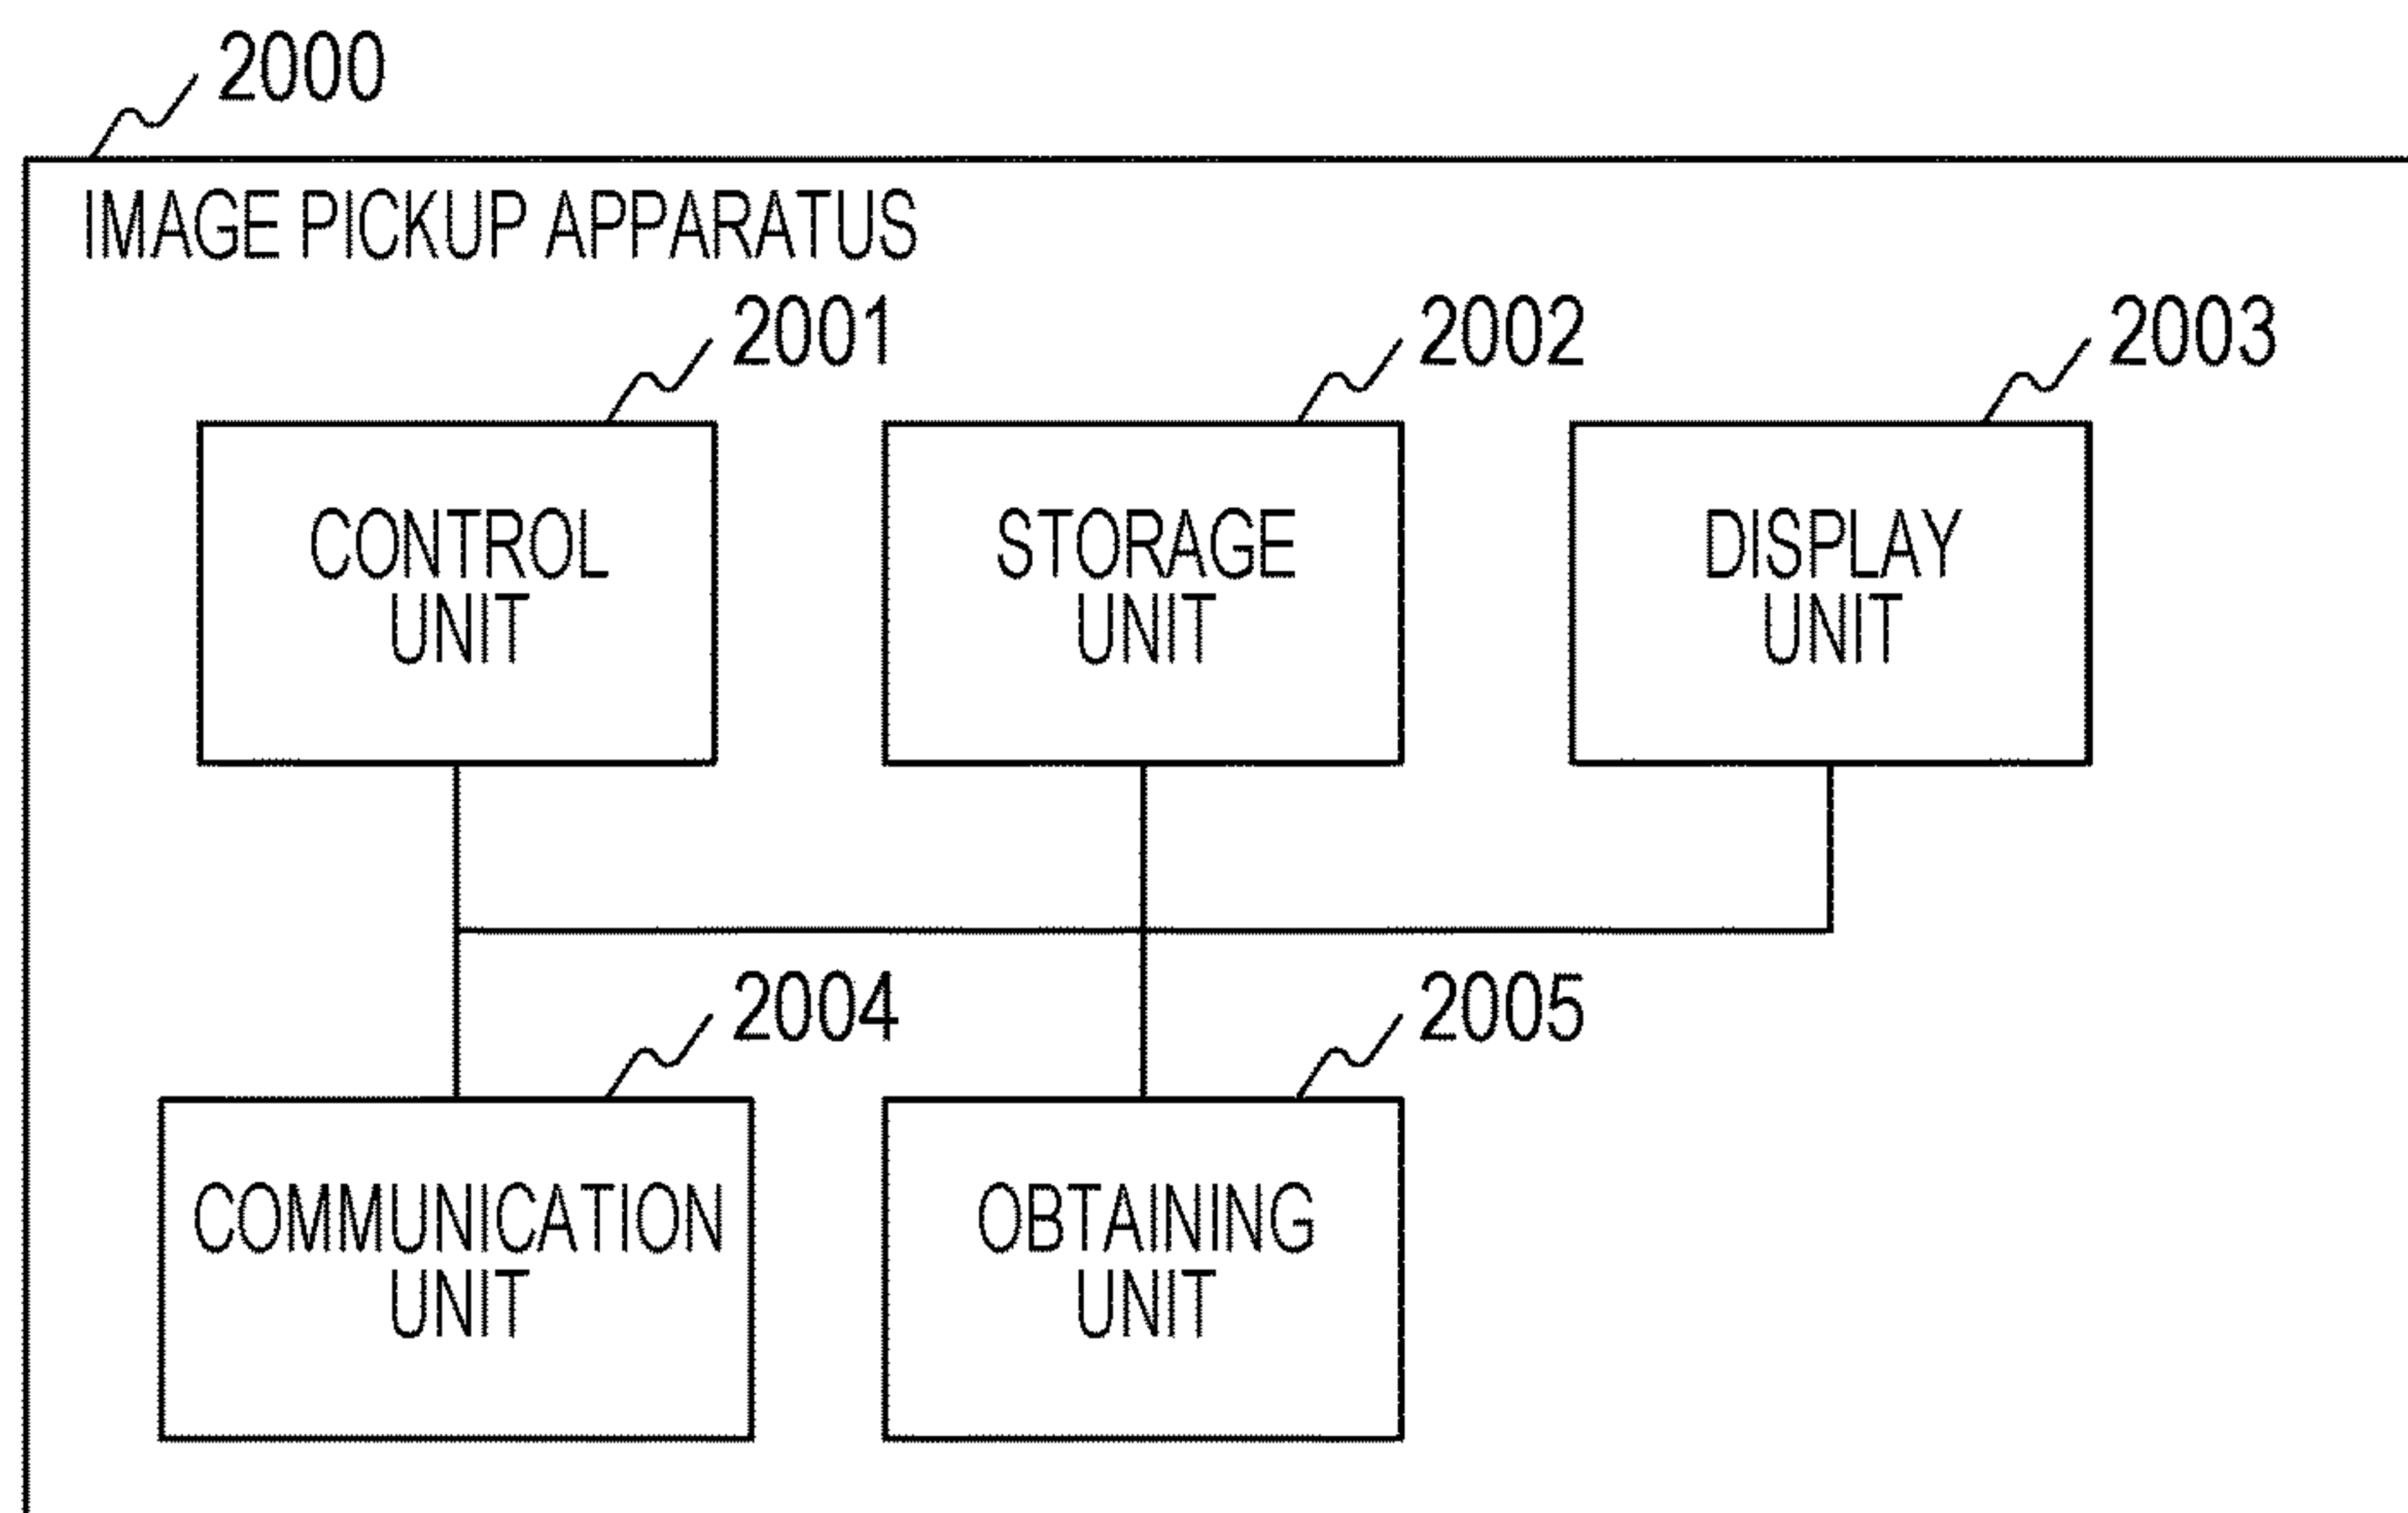 2000
IMAGE PICKUP APPARATUS
2001
2002
2003
CONTROL
UNIT
STORAGE
UNIT
DISPLAY
UNIT
2004
2005
COMMUNICATION
UNIT
OBTAINING
UNIT